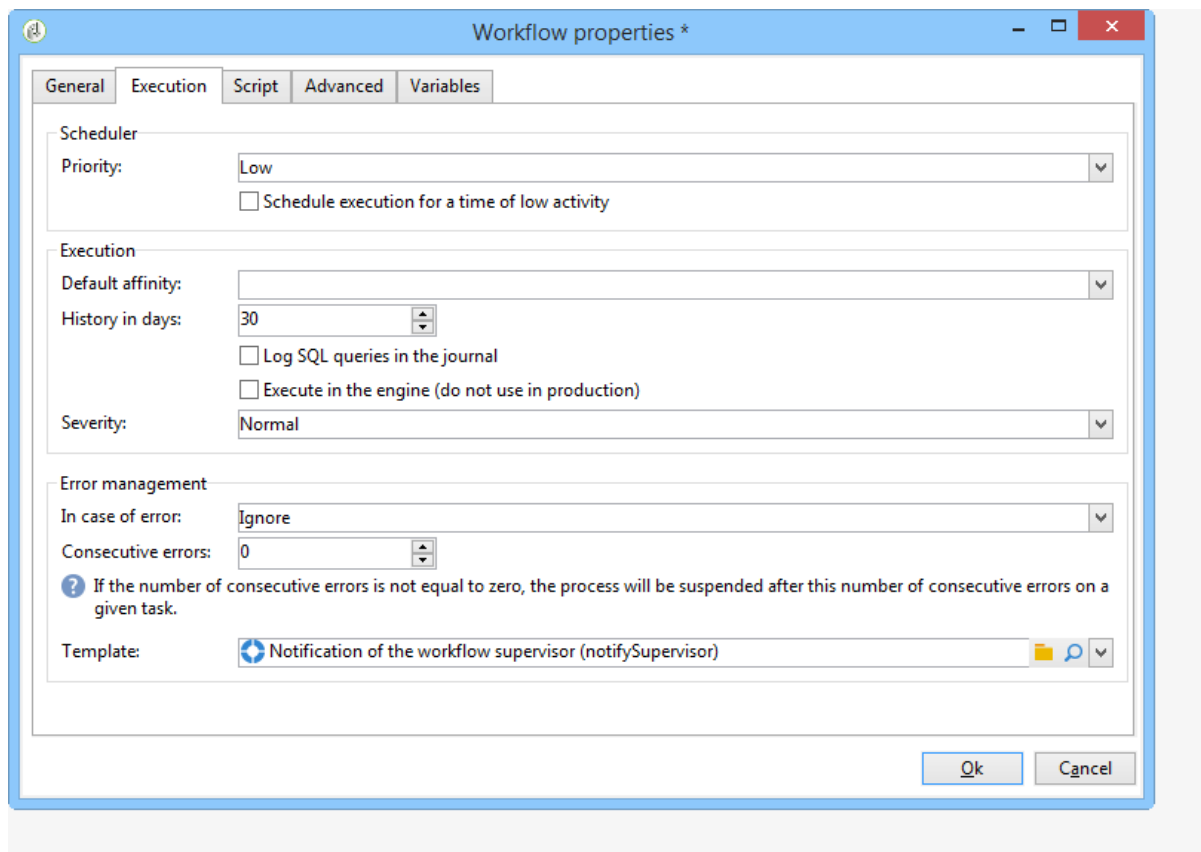 Workflow properties *
General Execution Script Advanced Variables
Scheduler
Priority: Low
Schedule execution for a time of low activity
Execution
Default affinity:
History in days: 30
Log SQL queries in the journal
Execute in the engine (do not use in production)
Severity: Normal
Error management
In case of error: Ignore
Consecutive errors: 0
If the number of consecutive errors is not equal to zero, the process will be suspended after this number of consecutive errors on a
given task.
Template: Notification of the workflow supervisor (notifySupervisor)
Ok Cancel